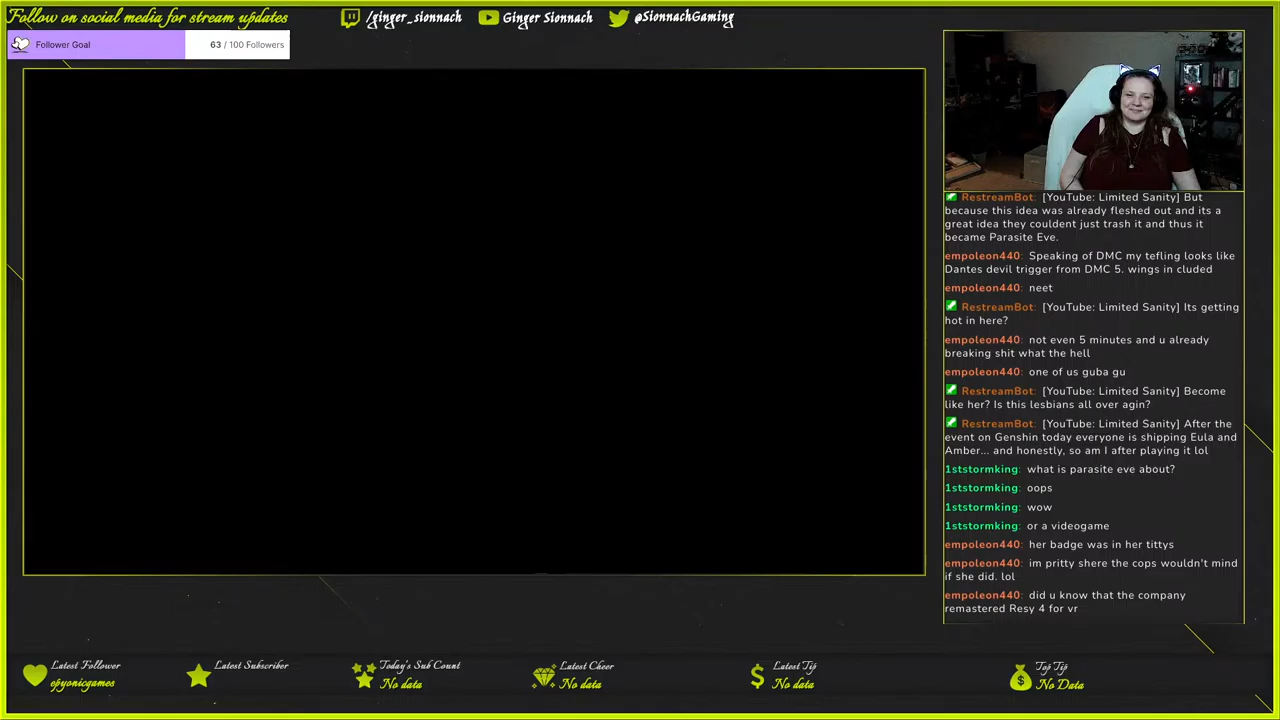 Follow on social media for stream updates
/ginger_sionnach
Ginger Sionnach
@SionnachGaming
Follower Goal
63 / 100 Followers
RestreamBot: [YouTube: Limited Sanity] But
because this idea was already fleshed out and its a
great idea they couldent just trash it and thus it
became Parasite Eve.
empoleon440: Speaking of DMC my tefling looks like
Dantes devil trigger from DMC 5. wings in cluded
empoleon440: neet
RestreamBot: [YouTube: Limited Sanity] Its getting
hot in here?
empoleon440: not even 5 minutes and u already
breaking shit what the hell
empoleon440: one of us guba gu
RestreamBot: [YouTube: Limited Sanity] Become
like her? Is this lesbians all over agin?
RestreamBot: [YouTube: Limited Sanity] After the
event on Genshin today everyone is shipping Eula and
Amber... and honestly, so am I after playing it lol
1ststormking: what is parasite eve about?
1ststormking: oops
1ststormking: wow
1ststormking: or a videogame
empoleon440: her badge was in her tittys
empoleon440: im pritty shere the cops wouldn't mind
if she did. lol
empoleon440: did u know that the company
remastered Resy 4 for vr
Latest Follower
epyonicgames
Latest Subscriber
Today's Sub Count
No data
Latest Cheer
No data
Latest Tip
No data
Top Tip
No Data